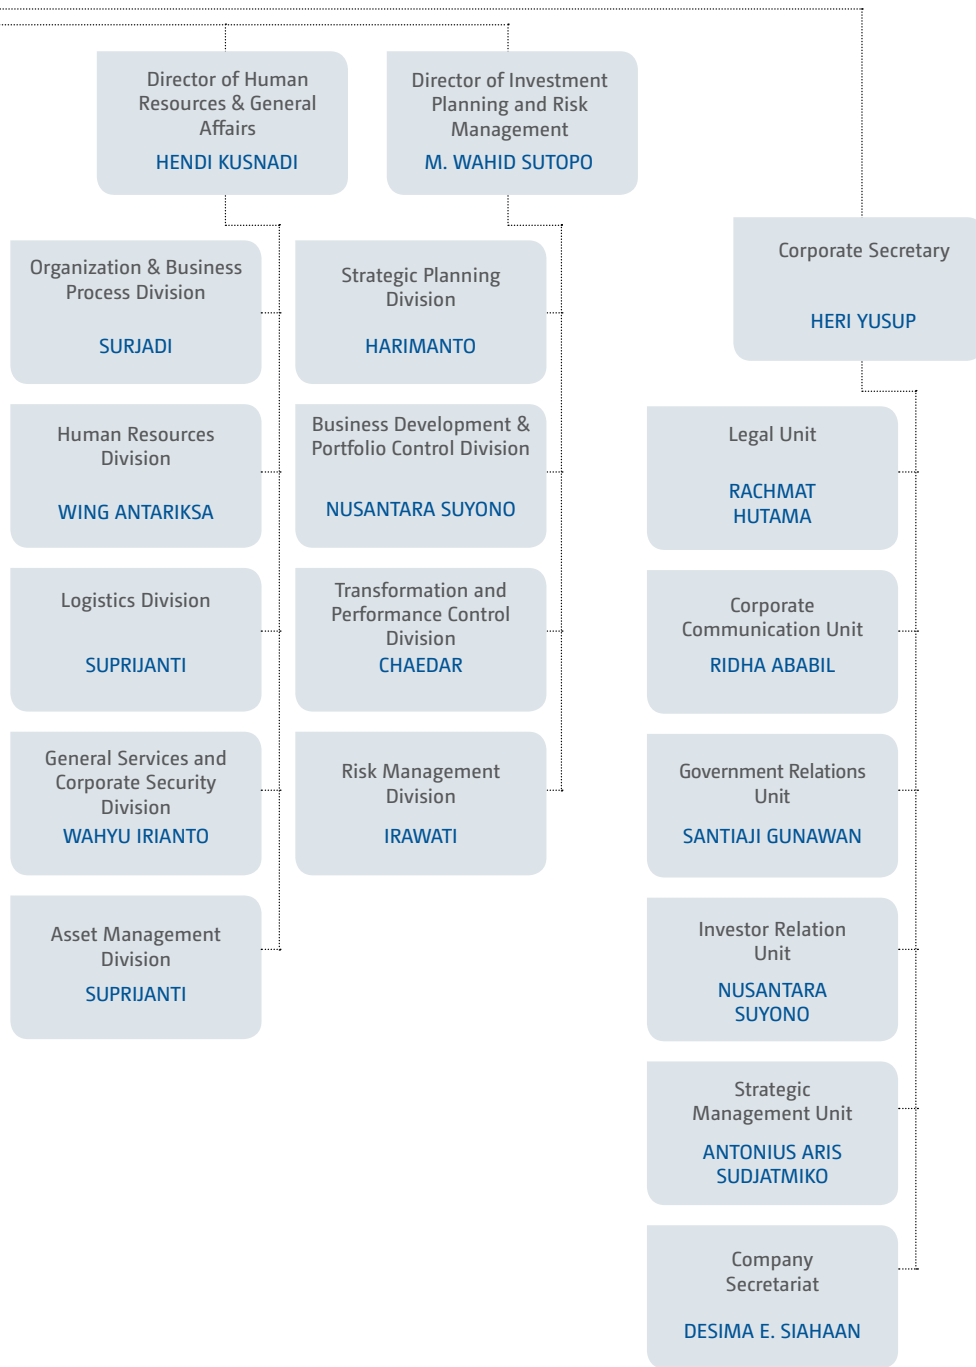 Director of Human
Resources & General
Affairs
HENDI KUSNADI
Director of Investment
Planning and Risk
Management
M. WAHID SUTOPO
Corporate Secretary
HERI YUSUP
Organization & Business
Process Division
SURJADI
Human Resources
Division
WING ANTARIKSA
Logistics Division
SUPRIJANTI
General Services and
Corporate Security
Division
WAHYU IRIANTO
Asset Management
Division
SUPRIJANTI
Strategic Planning
Division
HARIMANTO
Business Development &
Portfolio Control Division
NUSANTARA SUYONO
Transformation and
Performance Control
Division
CHAEDAR
Risk Management
Division
IRAWATI
Legal Unit
RACHMAT
HUTAMA
Corporate
Communication Unit
RIDHA ABABIL
Government Relations
Unit
SANTIAJI GUNAWAN
Investor Relation
Unit
NUSANTARA
SUYONO
Strategic
Management Unit
ANTONIUS ARIS
SUDJATMIKO
Company
Secretariat
DESIMA E. SIAHAAN